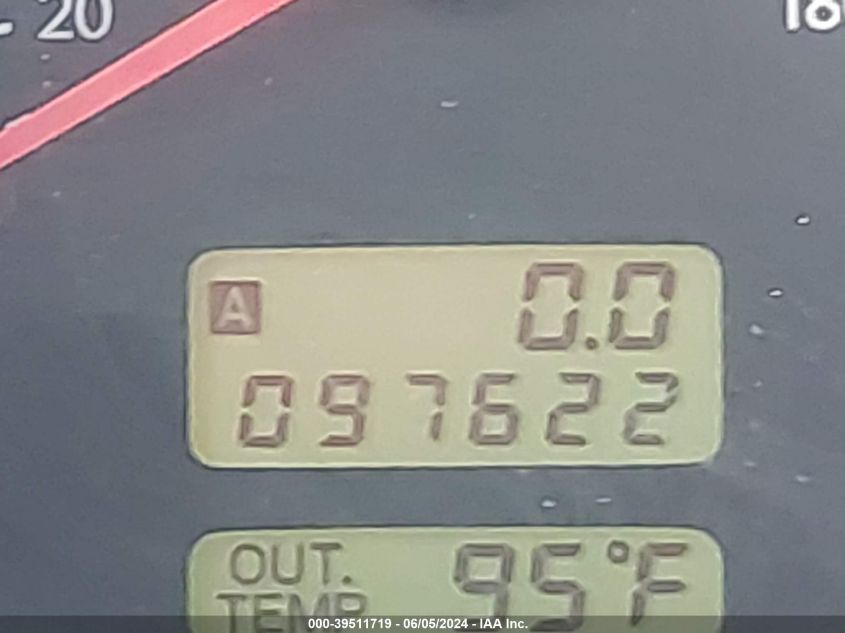 20
A 0.0
097622
OUT. 95°F
TEMP
000-39511719 - 06/05/2024 - IAA Inc.